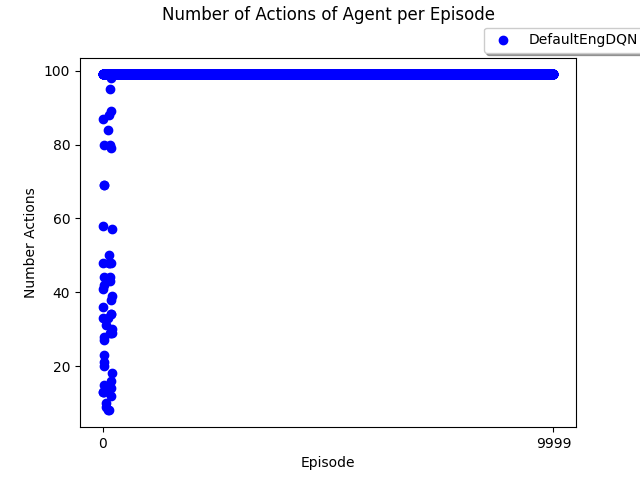 Number of Actions of Agent per Episode
DefaultEngDQN
100
80
60
40
20
Number Actions
0
9999
Episode